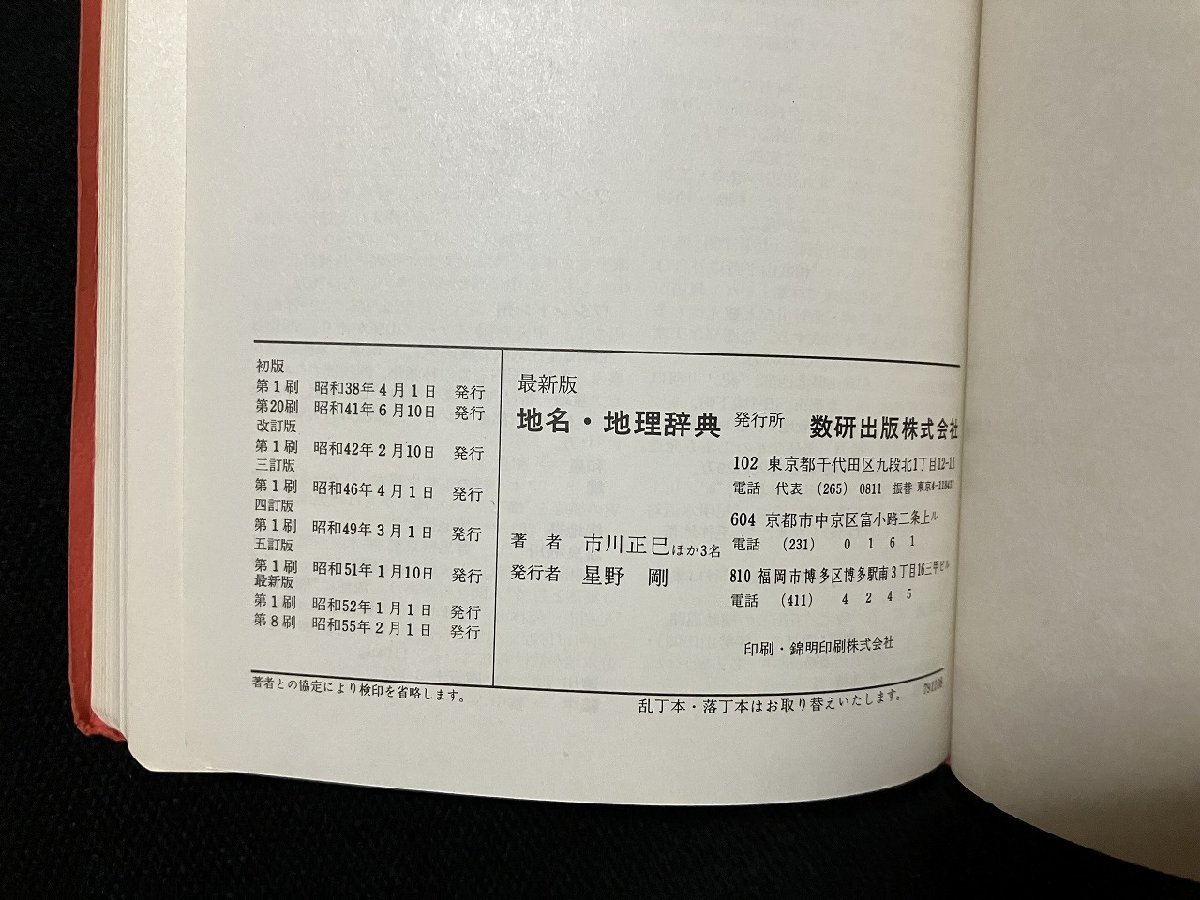 初版
第1刷 昭和38年4月1日 発行
第20刷 昭和41年6月10日 発行
改訂版
第1刷 昭和42年2月10日 発行
三訂版
第1刷 昭和46年4月1日 発行
四訂版
第1刷 昭和49年3月1日 発行
五訂版
第1刷 昭和51年1月10日 発行
最新版
第1刷 昭和52年1月1日 発行
第8刷 昭和55年2月1日 発行
最新版
地名・地理辞典
著者 市川正巳ほか3名
発行者 星野 剛
発行所 数研出版株式会社
102 東京都千代田区九段北1丁目12-11
電話 代表 (265) 0811 振替 東京4-
604 京都市中京区富小路二条上ル
電話 (231) 0161
810 福岡市博多区博多駅南3丁目16三甲ビル
電話 (411) 4245
印刷・錦明印刷株式会社
著者との協定により検印を省略します。
乱丁本・落丁本はお取り替えいたします。